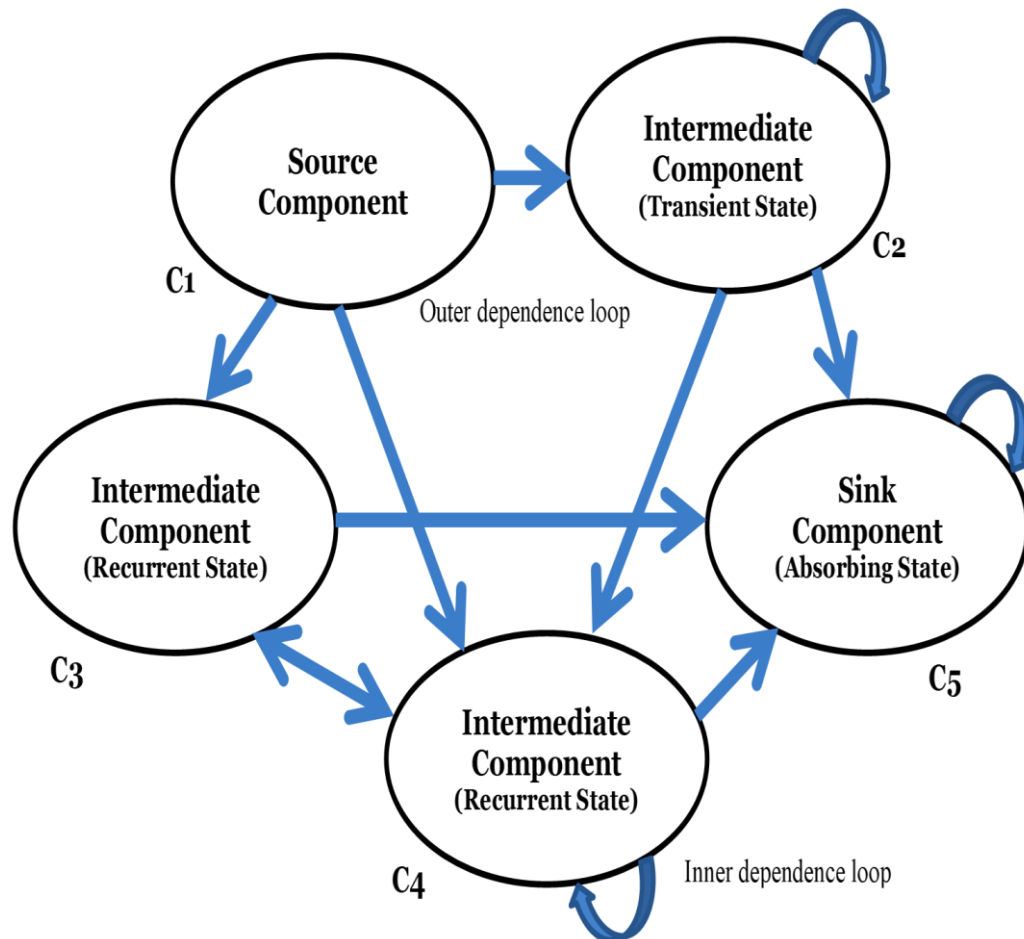 Source
Component
C1
Intermediate
Component
(Transient State)
C2
Outer dependence loop
Intermediate
Component
(Recurrent State)
C3
Sink
Component
(Absorbing State)
C5
Intermediate
Component
(Recurrent State)
C4
Inner dependence loop